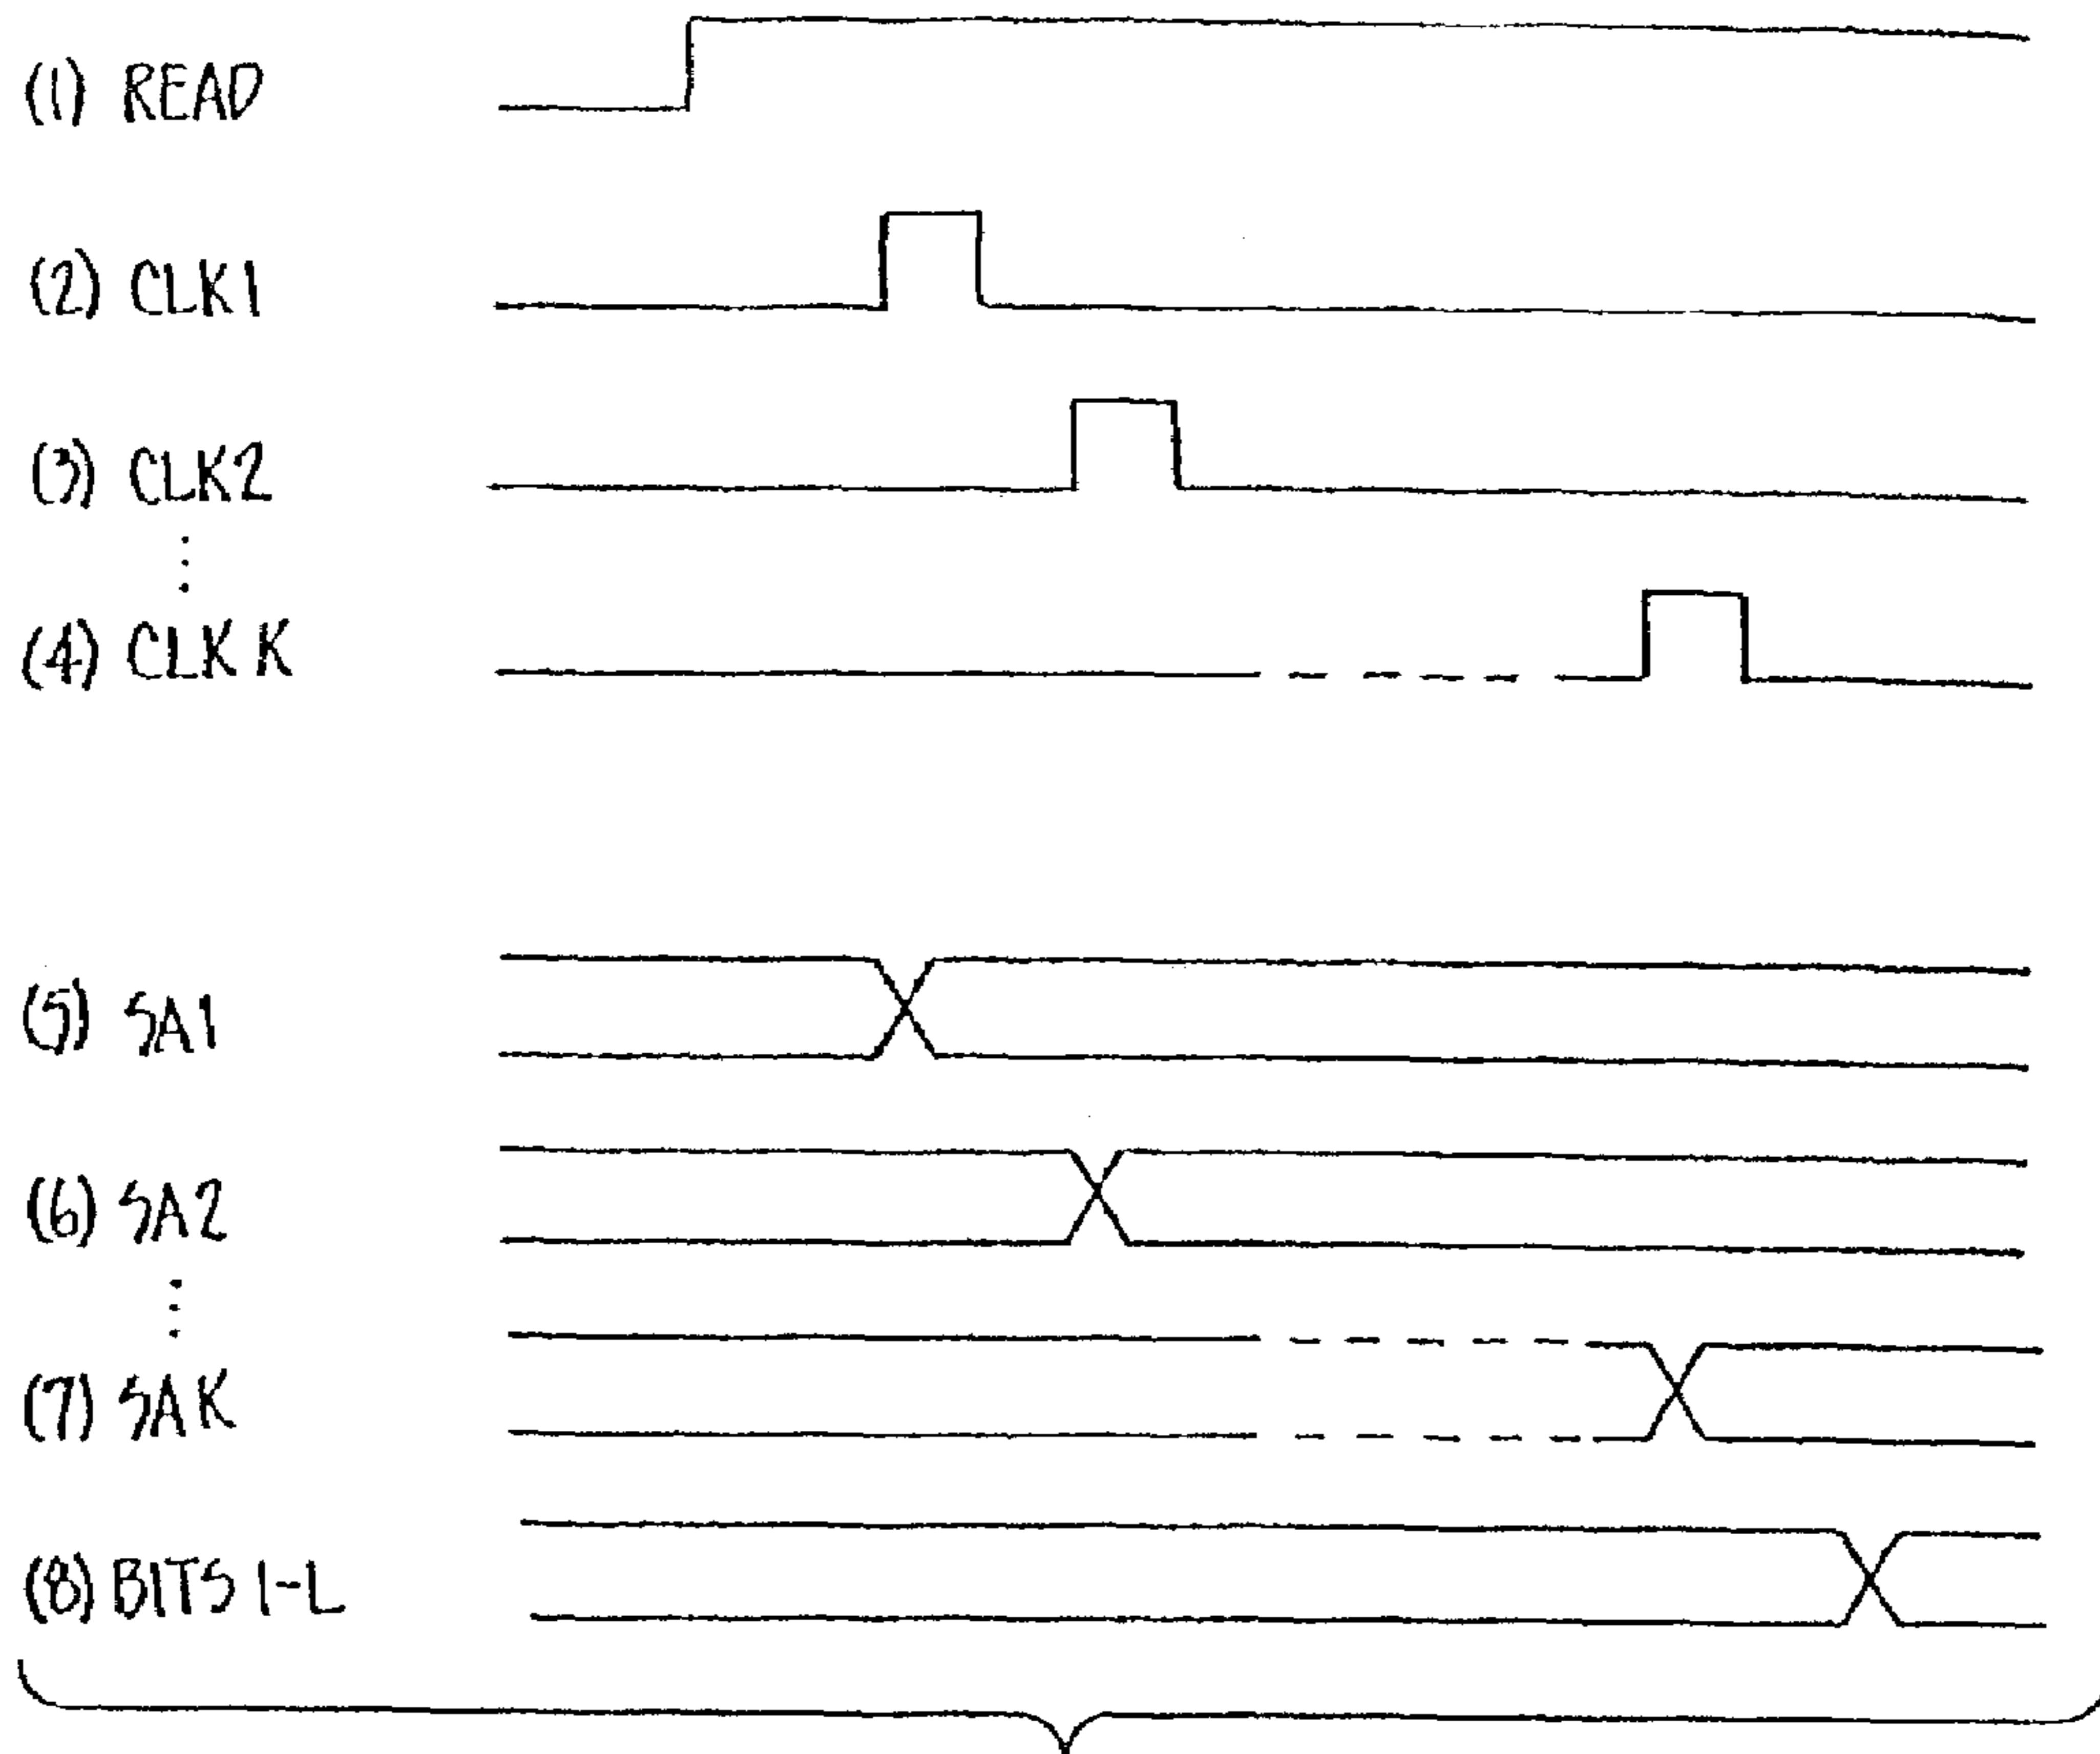 (1) READ
(2) CLK1
(3) CLK2
(4) CLK K
(5) SA1
(6) SA2
(7) SAK
(8) BITS 1-L